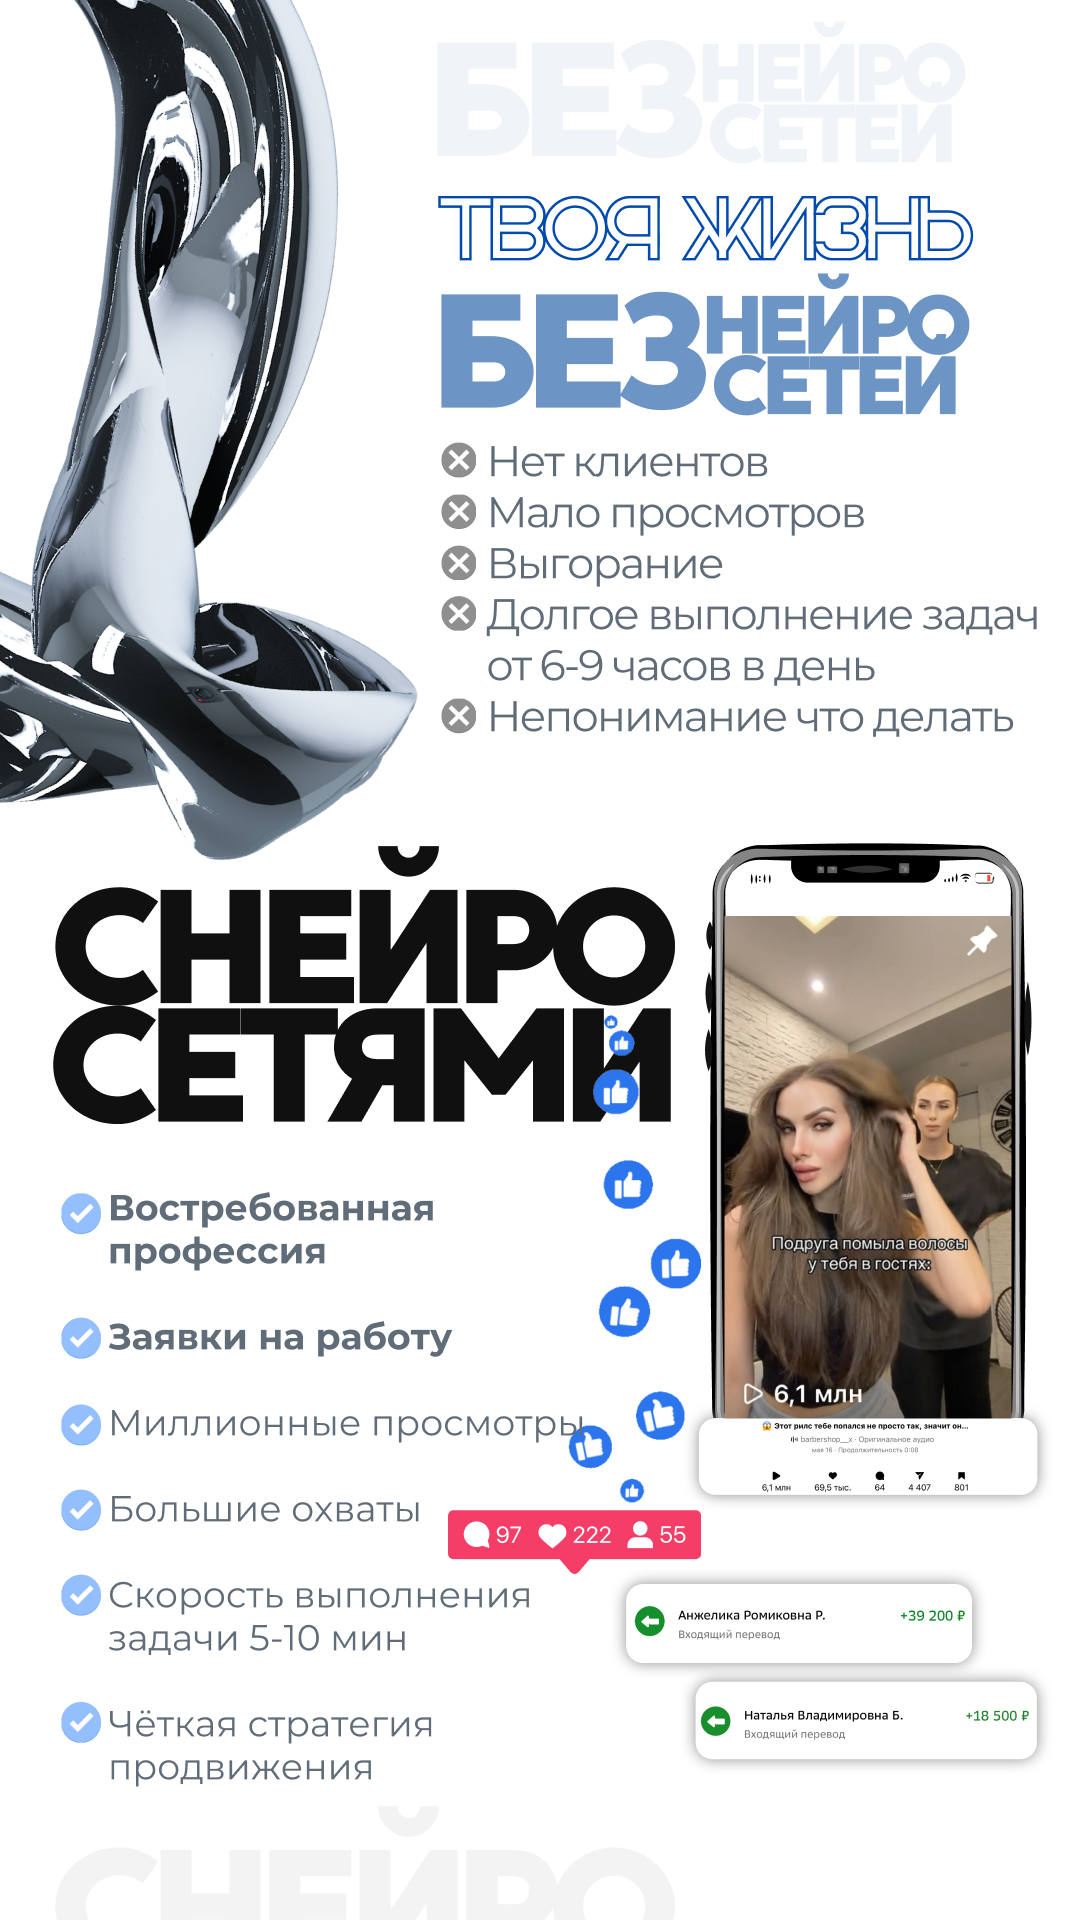 БЕЗ НЕЙРО
СЕТЕЙ
ТВОЯ ЖИЗНЬ
БЕЗ НЕЙРО
СЕТЕЙ
Нет клиентов
Мало просмотров
Выгорание
Долгое выполнение задач
от 6-9 часов в день
Непонимание что делать
СНЕЙРО
СЕТЯМИ
Востребованная
профессия
Заявки на работу
Миллионные просмотры
Большие охваты
Скорость выполнения
задачи 5-10 мин
Чёткая стратегия
продвижения
Подруга помыла волосы
у тебя в гостях:
6,1 млн
😱 Этот рилс тебе попался не просто так, значит он...
barbershop__x · Оригинальное аудио
мая 16 · Продолжительность 0:08
6,1 млн 69,5 тыс. 64 4 407 801
97 222 55
Анжелика Ромиковна Р. +39 200 ₽
Входящий перевод
Наталья Владимировна Б. +18 500 ₽
Входящий перевод
СНЕЙРО